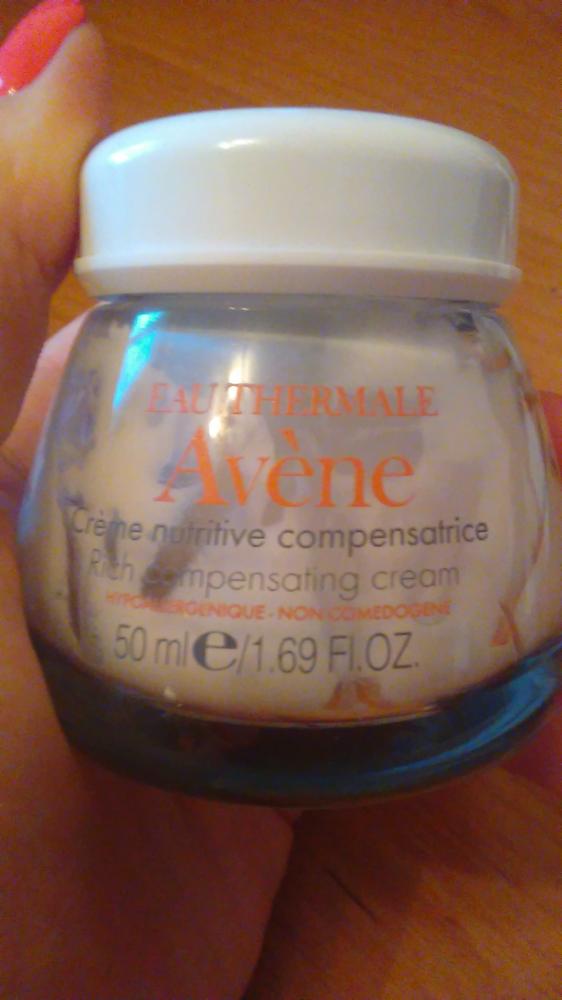 EAU THERMALE
Avène
Crème nutritive compensatrice
Rich compensating cream
HYPOALLERGENIQUE - NON COMEDOGENE
50 ml e/1.69 Fl.OZ.